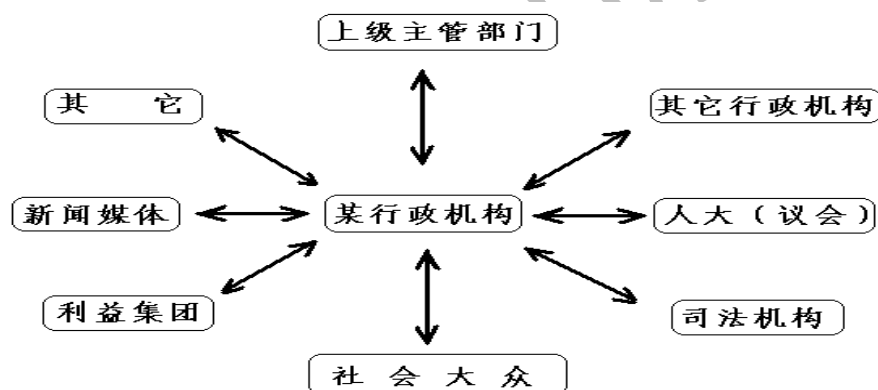 上级主管部门
其 它
其它行政机构
新闻媒体
某行政机构
人大（议会）
利益集团
司法机构
社会大众